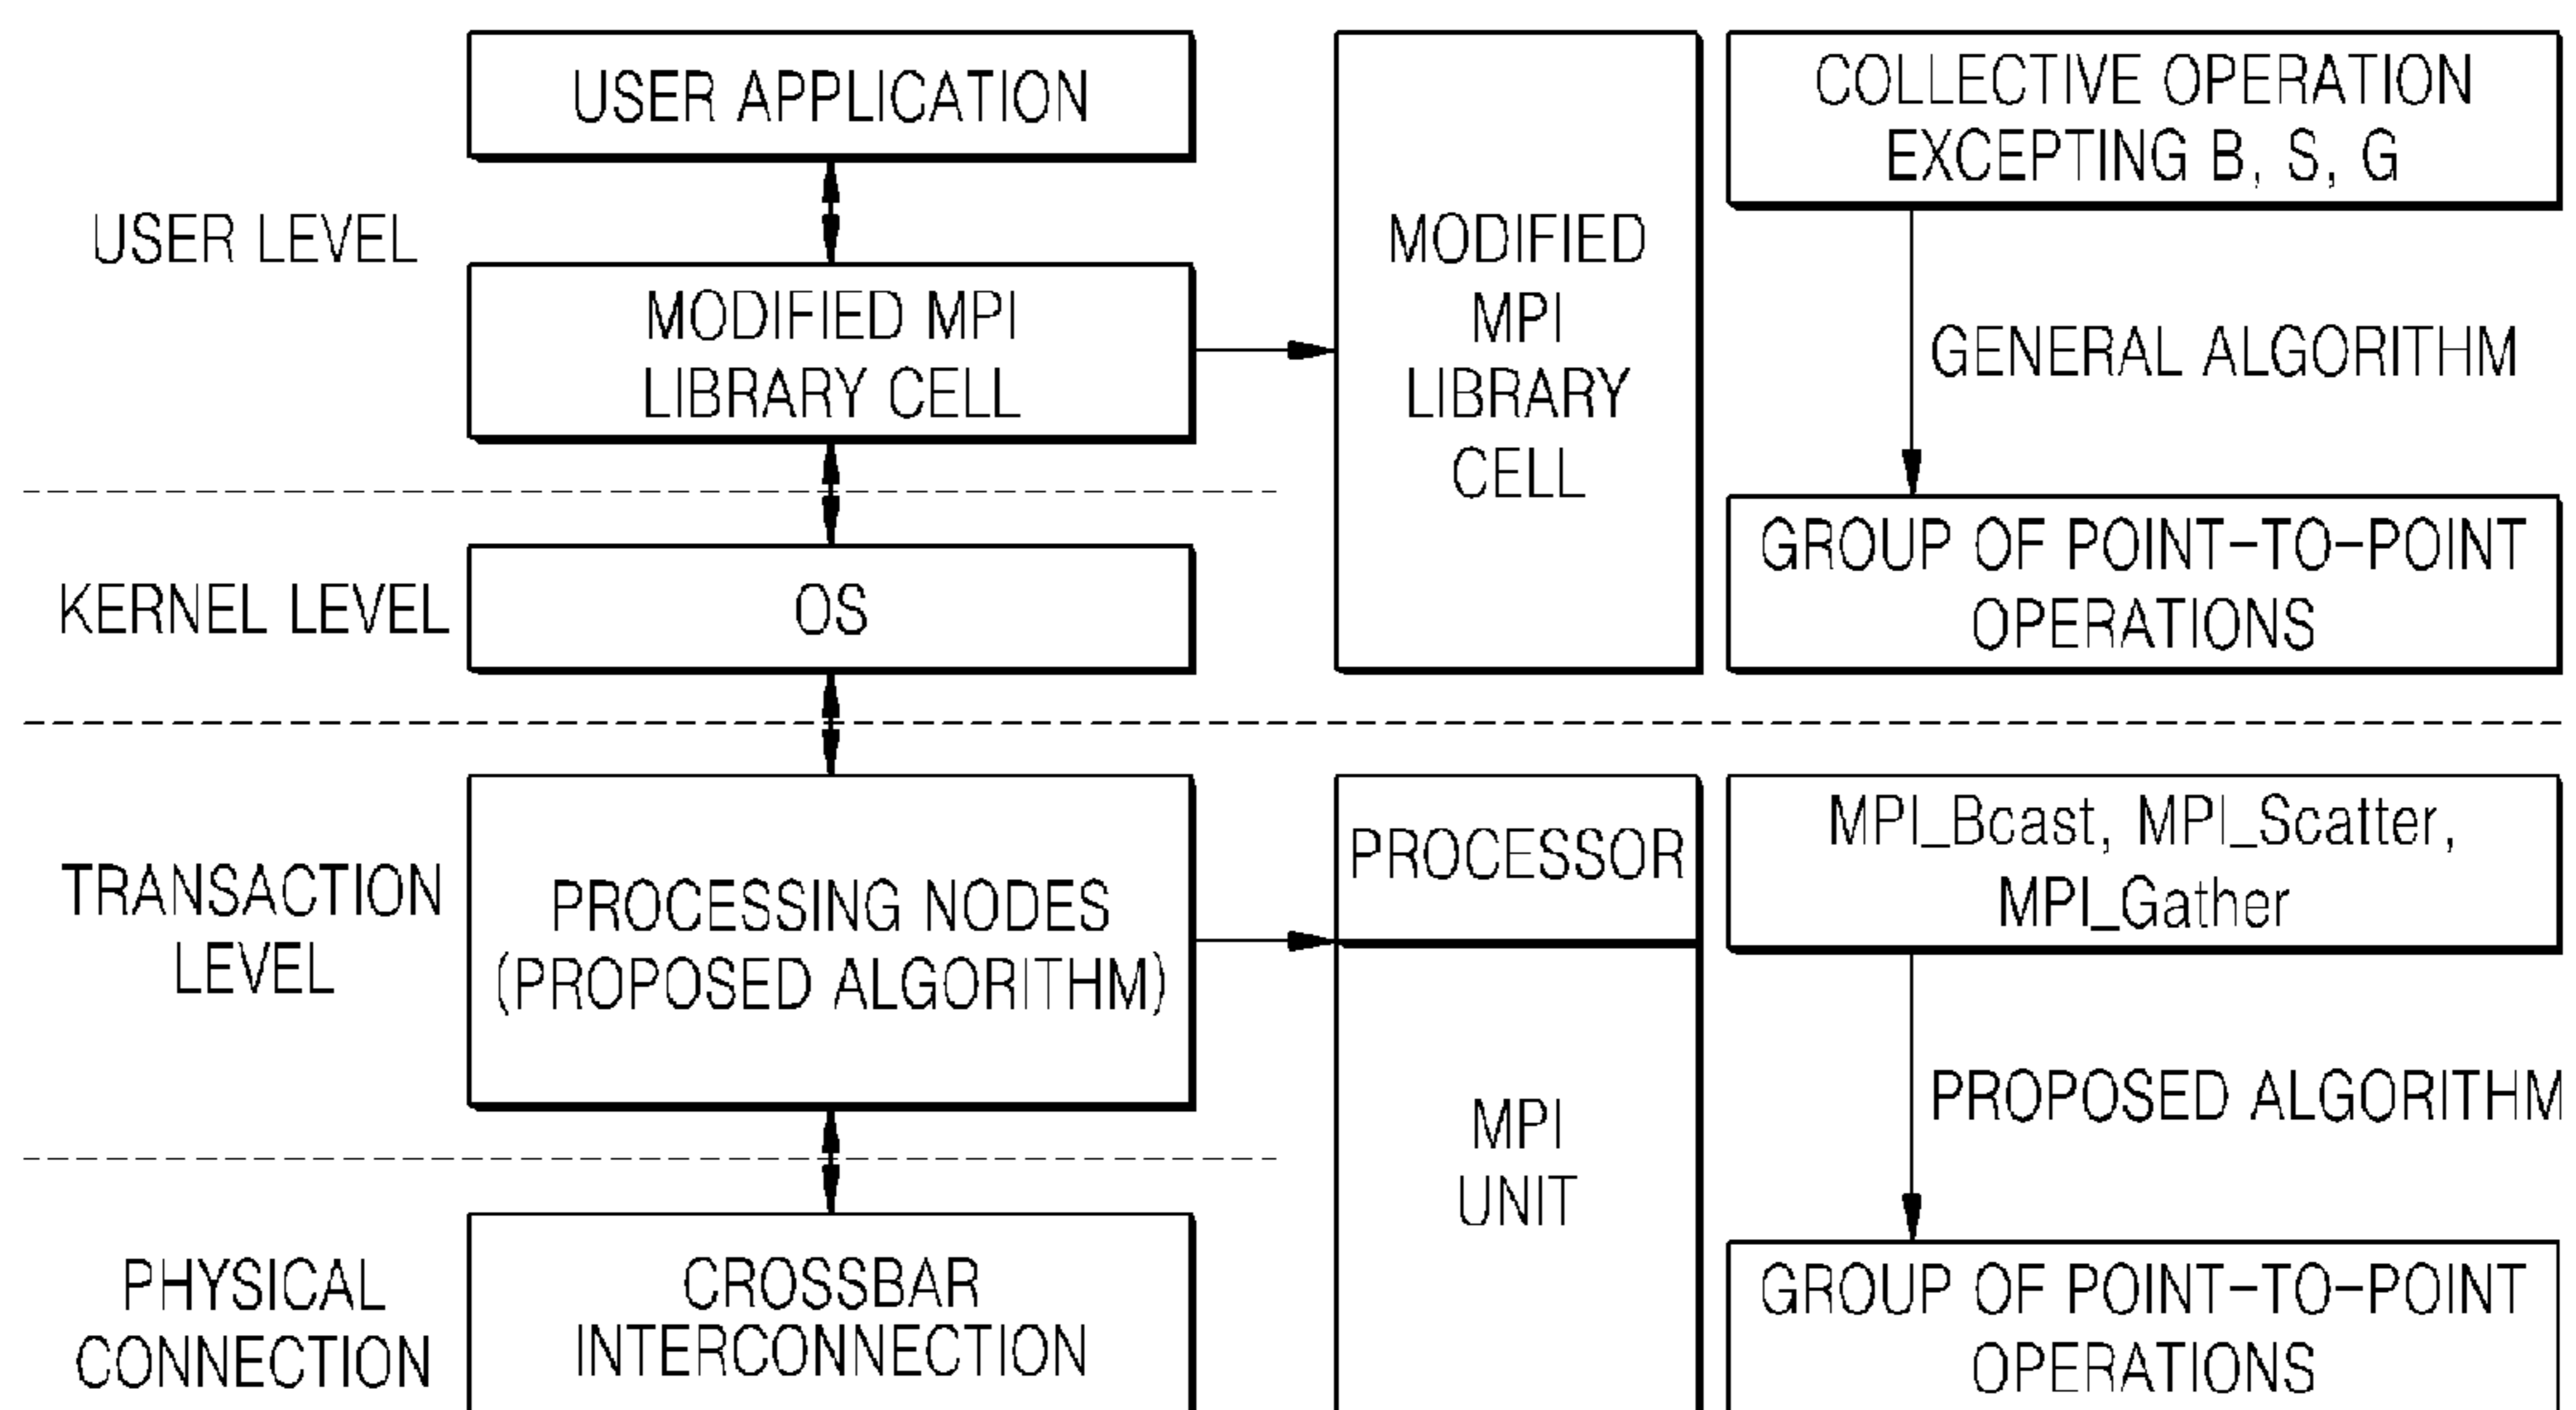 USER LEVEL
USER APPLICATION
MODIFIED MPI
LIBRARY CELL
KERNEL LEVEL
OS
TRANSACTION
LEVEL
PROCESSING NODES
(PROPOSED ALGORITHM)
PHYSICAL
CONNECTION
CROSSBAR
INTERCONNECTION
MODIFIED
MPI
LIBRARY
CELL
PROCESSOR
MPI
UNIT
COLLECTIVE OPERATION
EXCEPTING B, S, G
GENERAL ALGORITHM
GROUP OF POINT-TO-POINT
OPERATIONS
MPI_Bcast, MPI_Scatter,
MPI_Gather
PROPOSED ALGORITHM
GROUP OF POINT-TO-POINT
OPERATIONS